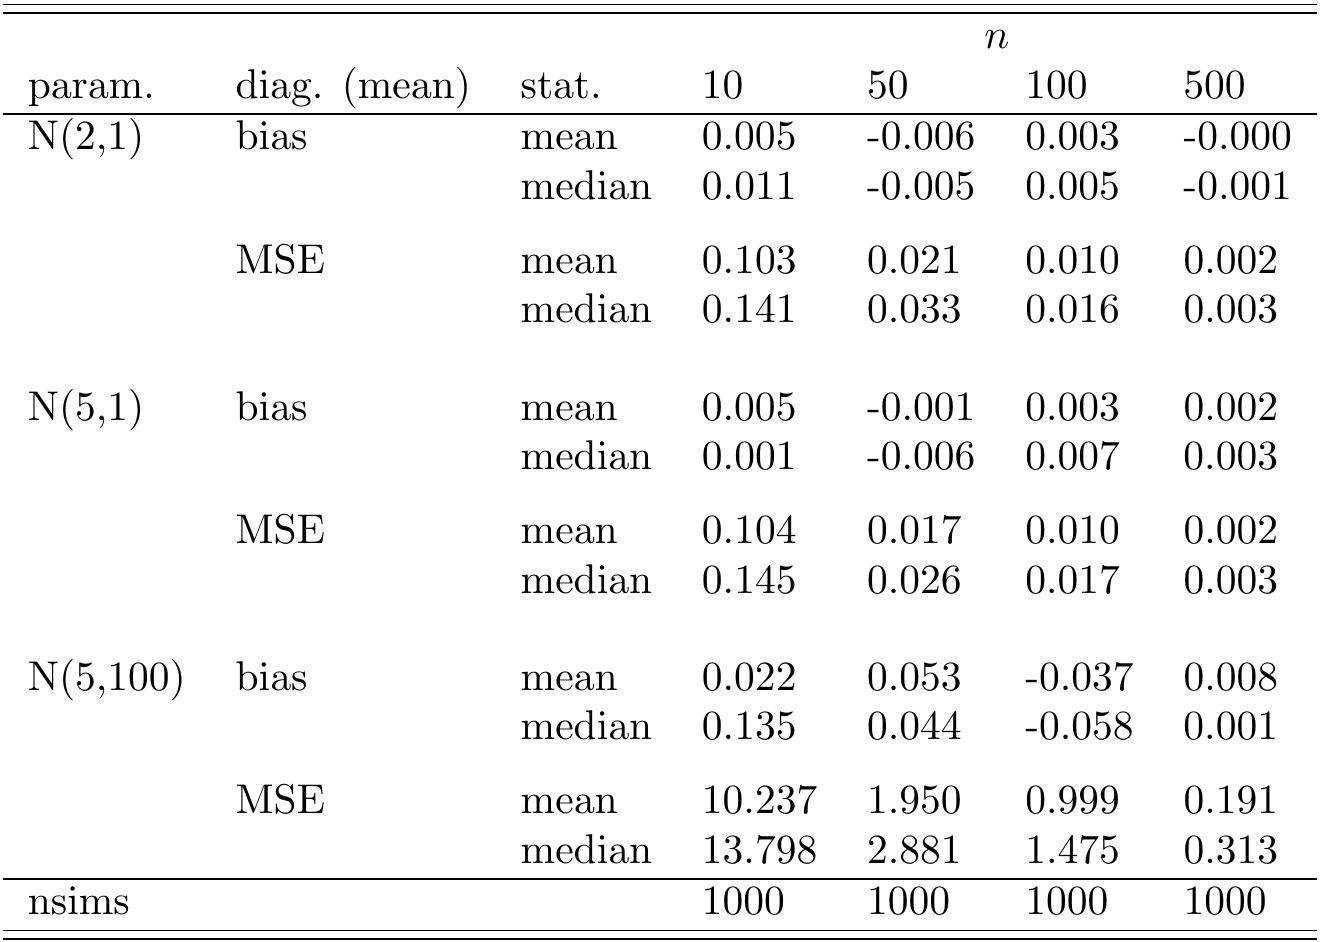 n
param. diag. (mean) stat. 10 50 100 500
N(2,1) bias mean 0.005 -0.006 0.003 -0.000
median 0.011 -0.005 0.005 -0.001
MSE mean 0.103 0.021 0.010 0.002
median 0.141 0.033 0.016 0.003
N(5,1) bias mean 0.005 -0.001 0.003 0.002
median 0.001 -0.006 0.007 0.003
MSE mean 0.104 0.017 0.010 0.002
median 0.145 0.026 0.017 0.003
N(5,100) bias mean 0.022 0.053 -0.037 0.008
median 0.135 0.044 -0.058 0.001
MSE mean 10.237 1.950 0.999 0.191
median 13.798 2.881 1.475 0.313
nsims 1000 1000 1000 1000